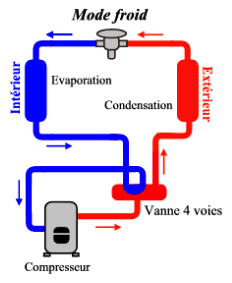 Mode froid
Intérieur
Evaporation
Condensation
Extérieur
Vanne 4 voies
Compresseur